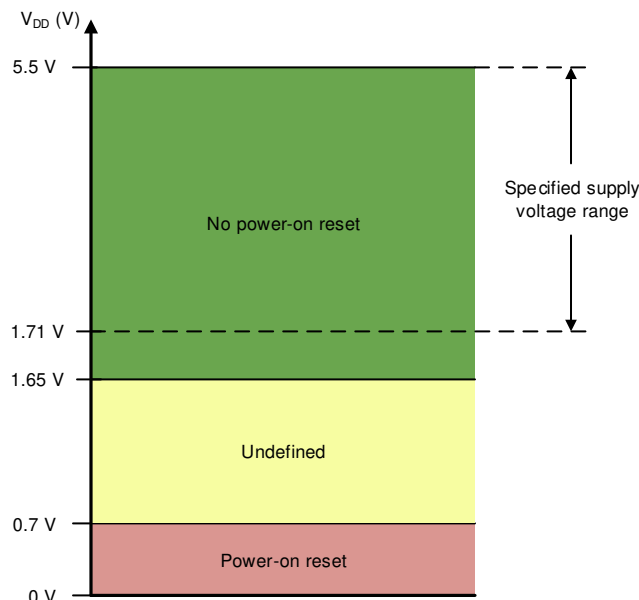 V_DD (V)
5.5 V
Specified supply
voltage range
No power-on reset
1.71 V
1.65 V
Undefined
0.7 V
Power-on reset
0 V